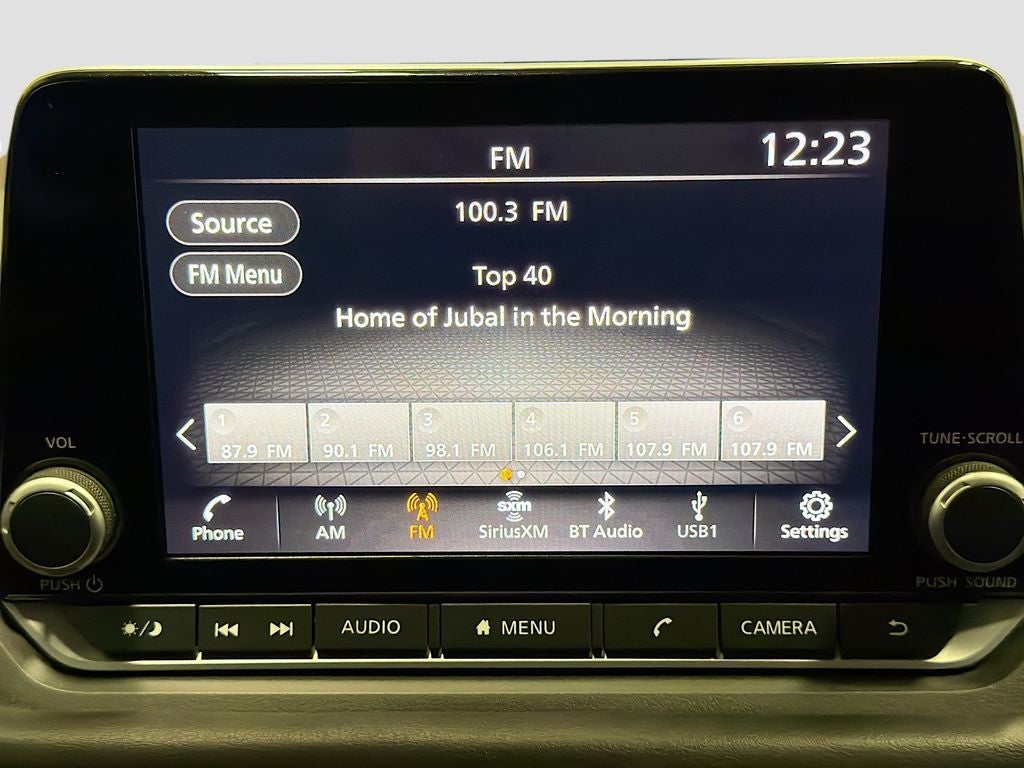 FM
12:23
100.3 FM
Source
FM Menu
Top 40
Home of Jubal in the Morning
1 2 3 4 5 6
87.9 FM 90.1 FM 98.1 FM 106.1 FM 107.9 FM 107.9 FM
VOL
TUNE·SCROLL
sxm
Phone AM FM SiriusXM BT Audio USB1 Settings
PUSH
PUSH SOUND
AUDIO MENU CAMERA